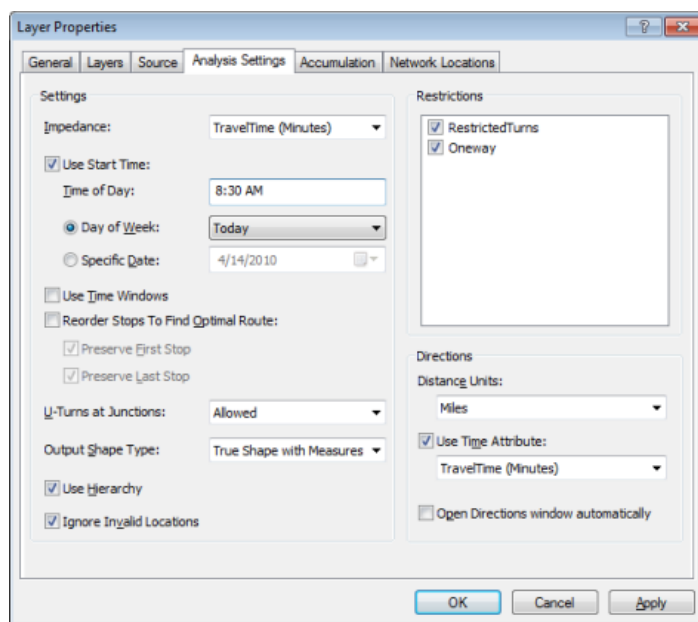 Layer Properties
General Layers Source Analysis Settings Accumulation Network Locations
Settings
Impedance: TravelTime (Minutes)
Use Start Time:
Time of Day: 8:30 AM
Day of Week: Today
Specific Date: 4/14/2010
Use Time Windows
Reorder Stops To Find Optimal Route:
Preserve First Stop
Preserve Last Stop
U-Turns at Junctions: Allowed
Output Shape Type: True Shape with Measures
Use Hierarchy
Ignore Invalid Locations
Restrictions
RestrictedTurns
Oneway
Directions
Distance Units:
Miles
Use Time Attribute:
TravelTime (Minutes)
Open Directions window automatically
OK Cancel Apply